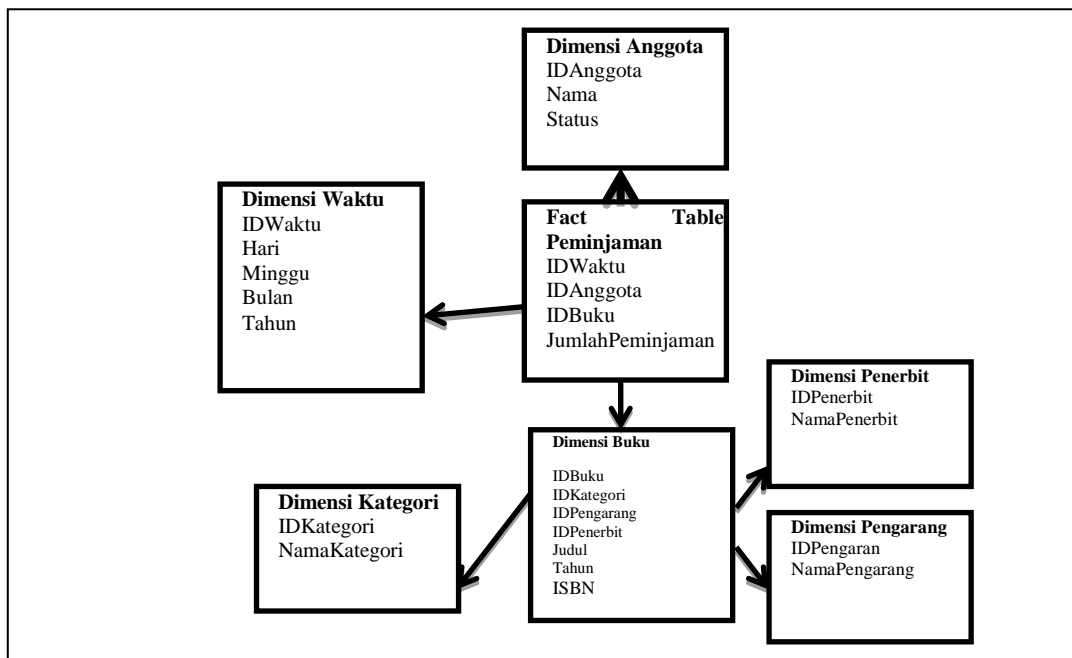 Dimensi Anggota
IDAnggota
Nama
Status
Dimensi Waktu
IDWaktu
Hari
Minggu
Bulan
Tahun
Fact Table
Peminjaman
IDWaktu
IDAnggota
IDBuku
JumlahPeminjaman
Dimensi Penerbit
IDPenerbit
NamaPenerbit
Dimensi Buku
IDBuku
IDKategori
IDPengarang
IDPenerbit
Judul
Tahun
ISBN
Dimensi Kategori
IDKategori
NamaKategori
Dimensi Pengarang
IDPengaran
NamaPengarang